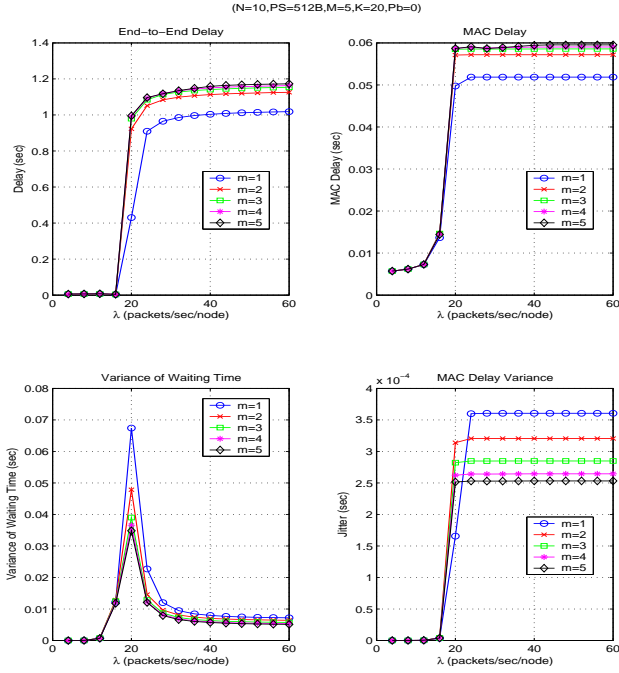 (N=10,PS=512B,M=5,K=20,Pb=0)
End−to−End Delay
1.4
1.2
1
0.8
0.6
0.4
0.2
0
0
20
40
60
Delay (sec)
λ (packets/sec/node)
m=1
m=2
m=3
m=4
m=5
MAC Delay
0.06
0.05
0.04
0.03
0.02
0.01
0
20
40
60
MAC Delay (sec)
λ (packets/sec/node)
m=1
m=2
m=3
m=4
m=5
Variance of Waiting Time
0.08
0.07
0.06
0.05
0.04
0.03
0.02
0.01
0
0
20
40
60
Variance of Waiting Time (sec)
λ (packets/sec/node)
m=1
m=2
m=3
m=4
m=5
MAC Delay Variance
x 10−4
4
3.5
3
2.5
2
1.5
1
0.5
0
0
20
40
60
Jitter (sec)
λ (packets/sec/node)
m=1
m=2
m=3
m=4
m=5